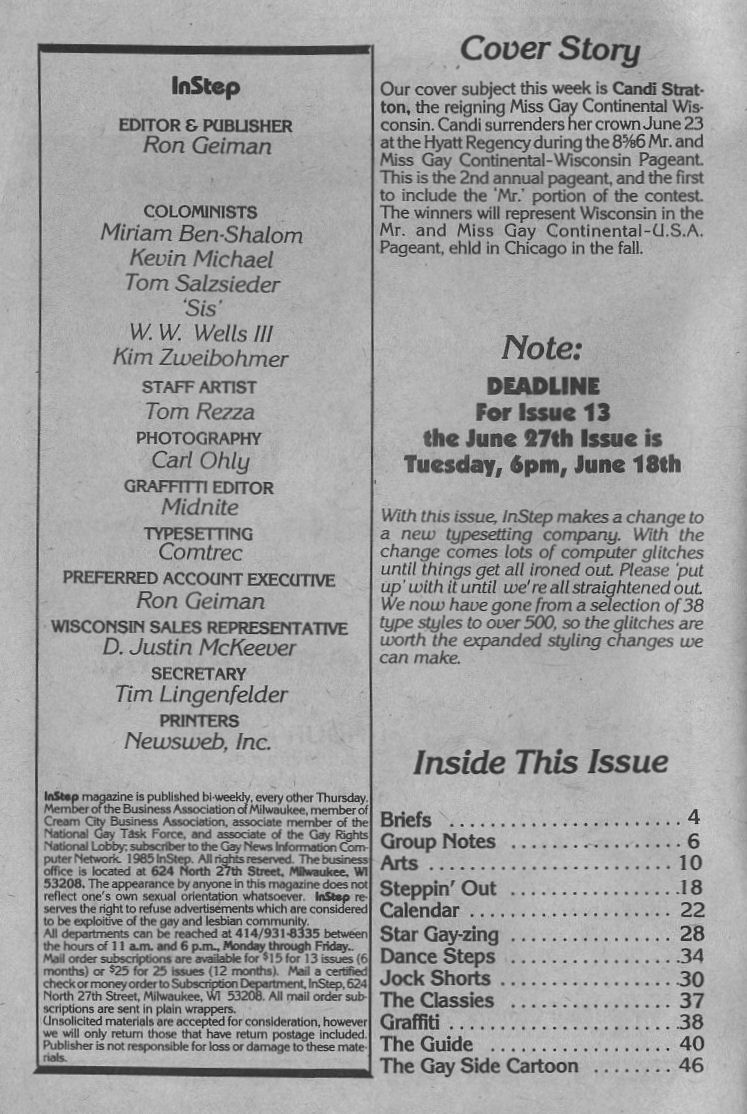 InStep
EDITOR & PUBLISHER
Ron Geiman
COLOMINISTS
Miriam Ben-Shalom
Kevin Michael
Tom Salzsieder
'Sis'
W. W. Wells III
Kim Zweibohmer
STAFF ARTIST
Tom Rezza
PHOTOGRAPHY
Carl Ohly
GRAFFITTI EDITOR
Midnite
TYPESETTING
Comtrec
PREFERRED ACCOUNT EXECUTIVE
Ron Geiman
WISCONSIN SALES REPRESENTATIVE
D. Justin McKeever
SECRETARY
Tim Lingenfelder
PRINTERS
Newsweb, Inc.
InStep magazine is published bi-weekly, every other Thursday.
Member of the Business Association of Milwaukee, member of
Cream City Business Association, associate member of the
National Gay Task Force, and associate of the Gay Rights
National Lobby; subscriber to the Gay News Information Com-
puter Network. 1985 InStep. All rights reserved. The business
office is located at 624 North 27th Street, Milwaukee, WI
53208. The appearance by anyone in this magazine does not
reflect one's own sexual orientation whatsoever. InStep re-
serves the right to refuse advertisements which are considered
to be exploitive of the gay and lesbian community.
All departments can be reached at 414/931-8335 between
the hours of 11 a.m. and 6 p.m., Monday through Friday..
Mail order subscriptions are available for $15 for 13 issues (6
months) or $25 for 25 issues (12 months). Mail a certified
check or money order to Subscription Department, InStep, 624
North 27th Street, Milwaukee, WI 53208. All mail order sub-
scriptions are sent in plain wrappers.
Unsolicited materials are accepted for consideration, however
we will only return those that have return postage included.
Publisher is not responsible for loss or damage to these mate-
rials.
Cover Story
Our cover subject this week is Candi Strat-
ton, the reigning Miss Gay Continental Wis-
consin. Candi surrenders her crown June 23
at the Hyatt Regency during the 8⅝6 Mr. and
Miss Gay Continental-Wisconsin Pageant.
This is the 2nd annual pageant, and the first
to include the 'Mr.' portion of the contest.
The winners will represent Wisconsin in the
Mr. and Miss Gay Continental-U.S.A.
Pageant, ehld in Chicago in the fall.
Note:
DEADLINE
For Issue 13
the June 27th Issue is
Tuesday, 6pm, June 18th
With this issue, InStep makes a change to
a new typesetting company. With the
change comes lots of computer glitches
until things get all ironed out. Please 'put
up' with it until we're all straightened out.
We now have gone from a selection of 38
type styles to over 500, so the glitches are
worth the expanded styling changes we
can make.
Inside This Issue
Briefs . . . . . . . . . . . . . . . . . . . . . . . . 4
Group Notes . . . . . . . . . . . . . . . . . 6
Arts . . . . . . . . . . . . . . . . . . . . . . . . . 10
Steppin' Out . . . . . . . . . . . . . . . . 18
Calendar . . . . . . . . . . . . . . . . . . . . 22
Star Gay-zing . . . . . . . . . . . . . . . . 28
Dance Steps . . . . . . . . . . . . . . . . . 34
Jock Shorts . . . . . . . . . . . . . . . . . 30
The Classies . . . . . . . . . . . . . . . . 37
Graffiti . . . . . . . . . . . . . . . . . . . . . . 38
The Guide . . . . . . . . . . . . . . . . . . 40
The Gay Side Cartoon . . . . . . . . 46